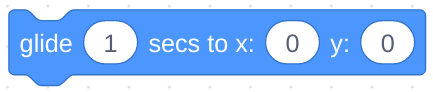 glide 1 secs to x: 0 y: 0